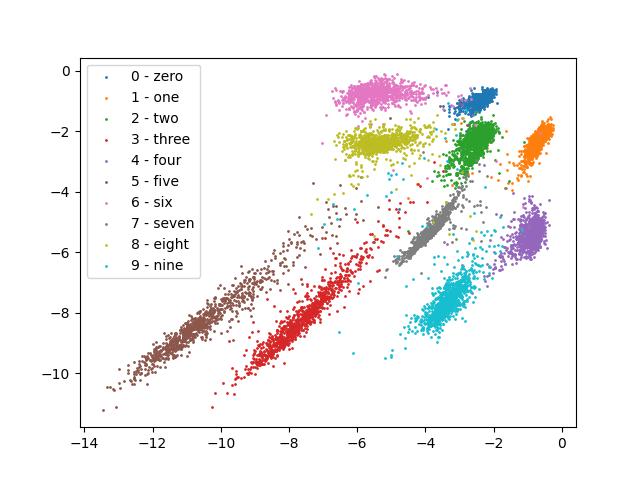 0 - zero
1 - one
2 - two
3 - three
4 - four
5 - five
6 - six
7 - seven
8 - eight
9 - nine
0
−2
−4
−6
−8
−10
−14 −12 −10 −8 −6 −4 −2 0